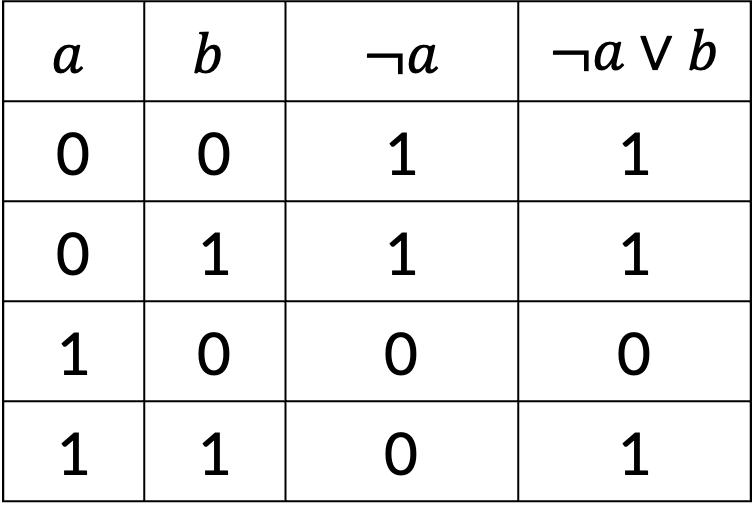 a b ¬a ¬a ∨ b
0 0 1 1
0 1 1 1
1 0 0 0
1 1 0 1